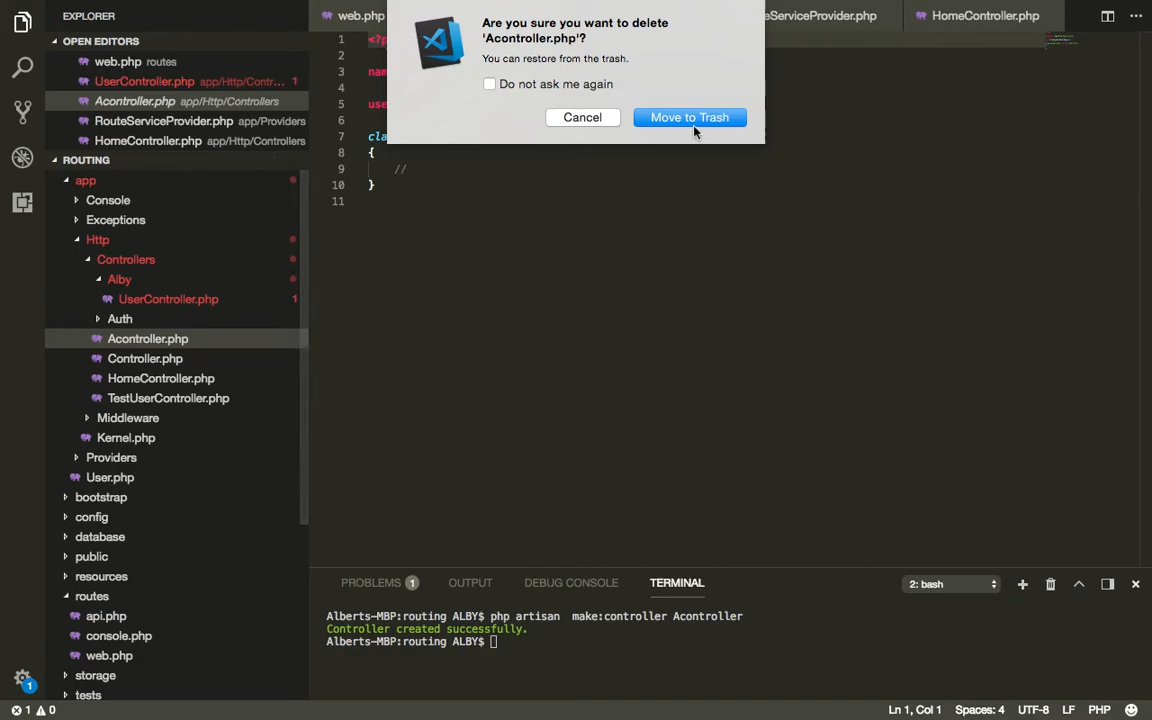 EXPLORER
OPEN EDITORS
web.php routes
UserController.php app/Http/Contr... 1
Acontroller.php app/Http/Controllers
RouteServiceProvider.php app/Providers
HomeController.php app/Http/Controllers
ROUTING
app
Console
Exceptions
Http
Controllers
Alby
UserController.php 1
Auth
Acontroller.php
Controller.php
HomeController.php
TestUserController.php
Middleware
Kernel.php
Providers
User.php
bootstrap
config
database
public
resources
routes
api.php
console.php
web.php
storage
tests
1
web.php
eServiceProvider.php
HomeController.php
Are you sure you want to delete
'Acontroller.php'?
You can restore from the trash.
Do not ask me again
Cancel
Move to Trash
1 <?p
2
3 nam
4
5 use
6
7 cla
8 {
9 //
10 }
11
PROBLEMS 1
OUTPUT
DEBUG CONSOLE
TERMINAL
2: bash
Alberts-MBP:routing ALBY$ php artisan  make:controller Acontroller
Controller created successfully.
Alberts-MBP:routing ALBY$
1 0
Ln 1, Col 1
Spaces: 4
UTF-8
LF
PHP